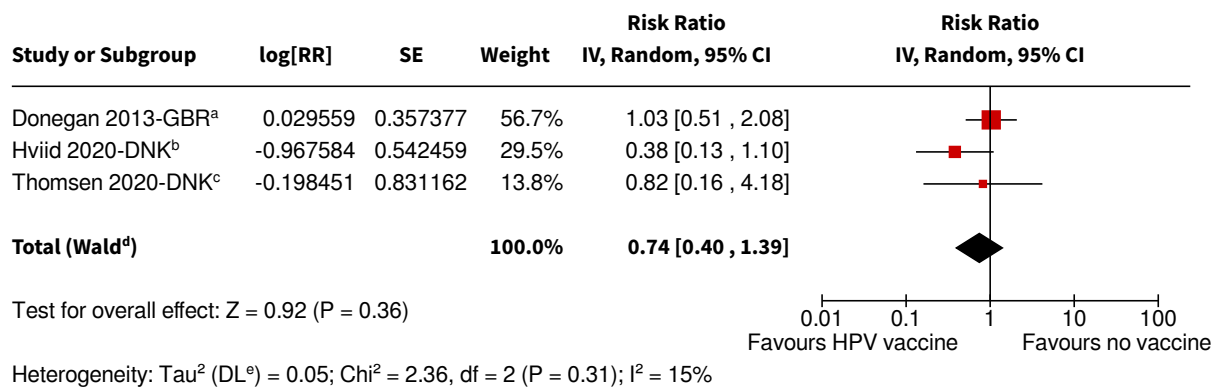 Risk Ratio Risk Ratio
Study or Subgroup log[RR] SE Weight IV, Random, 95% CI IV, Random, 95% CI
Donegan 2013-GBRᵃ 0.029559 0.357377 56.7% 1.03 [0.51 , 2.08]
Hviid 2020-DNKᵇ -0.967584 0.542459 29.5% 0.38 [0.13 , 1.10]
Thomsen 2020-DNKᶜ -0.198451 0.831162 13.8% 0.82 [0.16 , 4.18]
Total (Waldᵈ) 100.0% 0.74 [0.40 , 1.39]
Test for overall effect: Z = 0.92 (P = 0.36)
0.01 0.1 1 10 100
Favours HPV vaccine Favours no vaccine
Heterogeneity: Tau² (DLᵉ) = 0.05; Chi² = 2.36, df = 2 (P = 0.31); I² = 15%